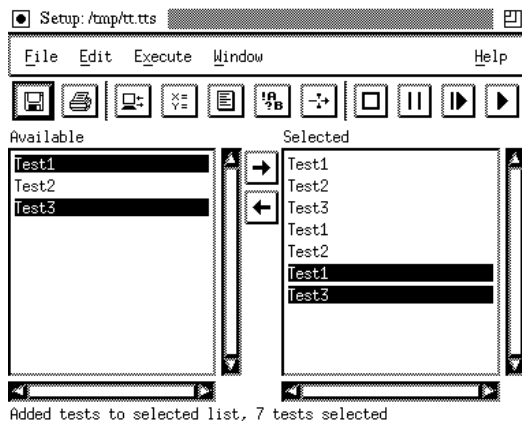 Setup: /tmp/tt.tts
File Edit Execute Window Help
X= Y= !A ?B
Available Selected
Test1
Test2
Test3
Test1
Test2
Test3
Test1
Test2
Test1
Test3
Added tests to selected list, 7 tests selected